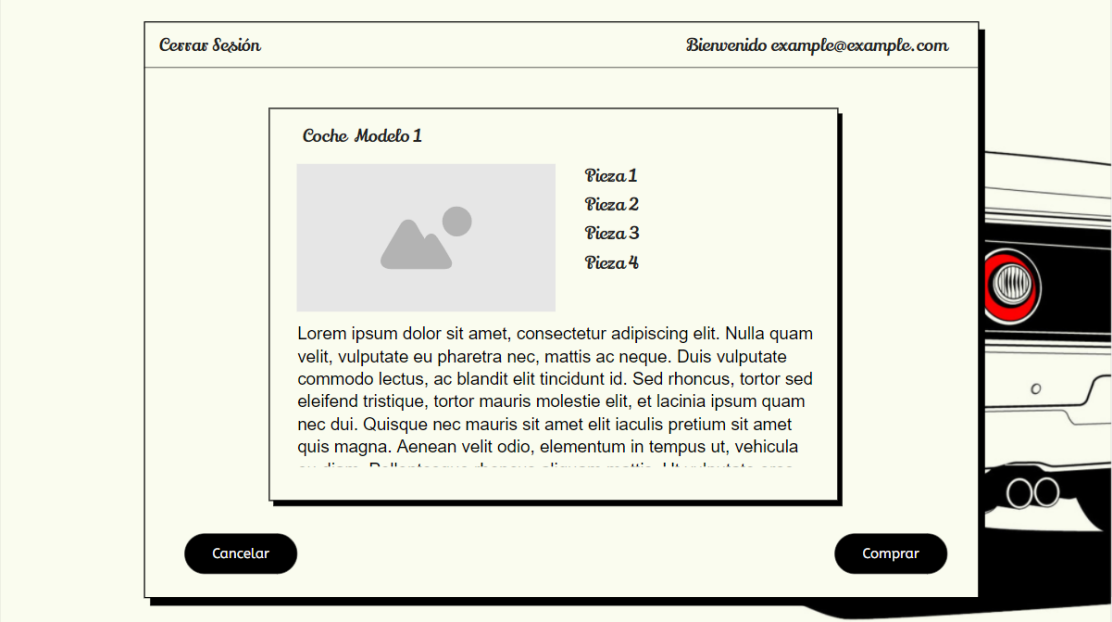 Cerrar Sesión
Bienvenido example@example.com
Coche Modelo 1
Pieza 1
Pieza 2
Pieza 3
Pieza 4
Lorem ipsum dolor sit amet, consectetur adipiscing elit. Nulla quam
velit, vulputate eu pharetra nec, mattis ac neque. Duis vulputate
commodo lectus, ac blandit elit tincidunt id. Sed rhoncus, tortor sed
eleifend tristique, tortor mauris molestie elit, et lacinia ipsum quam
nec dui. Quisque nec mauris sit amet elit iaculis pretium sit amet
quis magna. Aenean velit odio, elementum in tempus ut, vehicula
Cancelar
Comprar